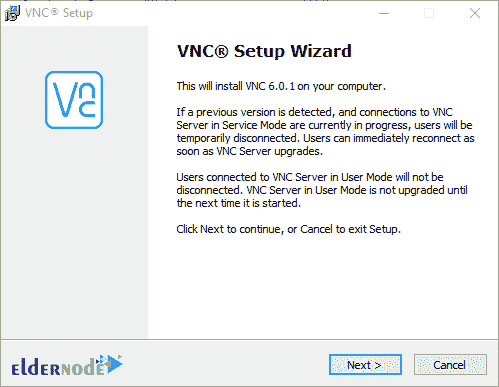 VNC® Setup
VNC® Setup Wizard
This will install VNC 6.0.1 on your computer.
If a previous version is detected, and connections to VNC
Server in Service Mode are currently in progress, users will be
temporarily disconnected. Users can immediately reconnect as
soon as VNC Server upgrades.
Users connected to VNC Server in User Mode will not be
disconnected. VNC Server in User Mode is not upgraded until
the next time it is started.
Click Next to continue, or Cancel to exit Setup.
Vnc
elderNode
Next >
Cancel